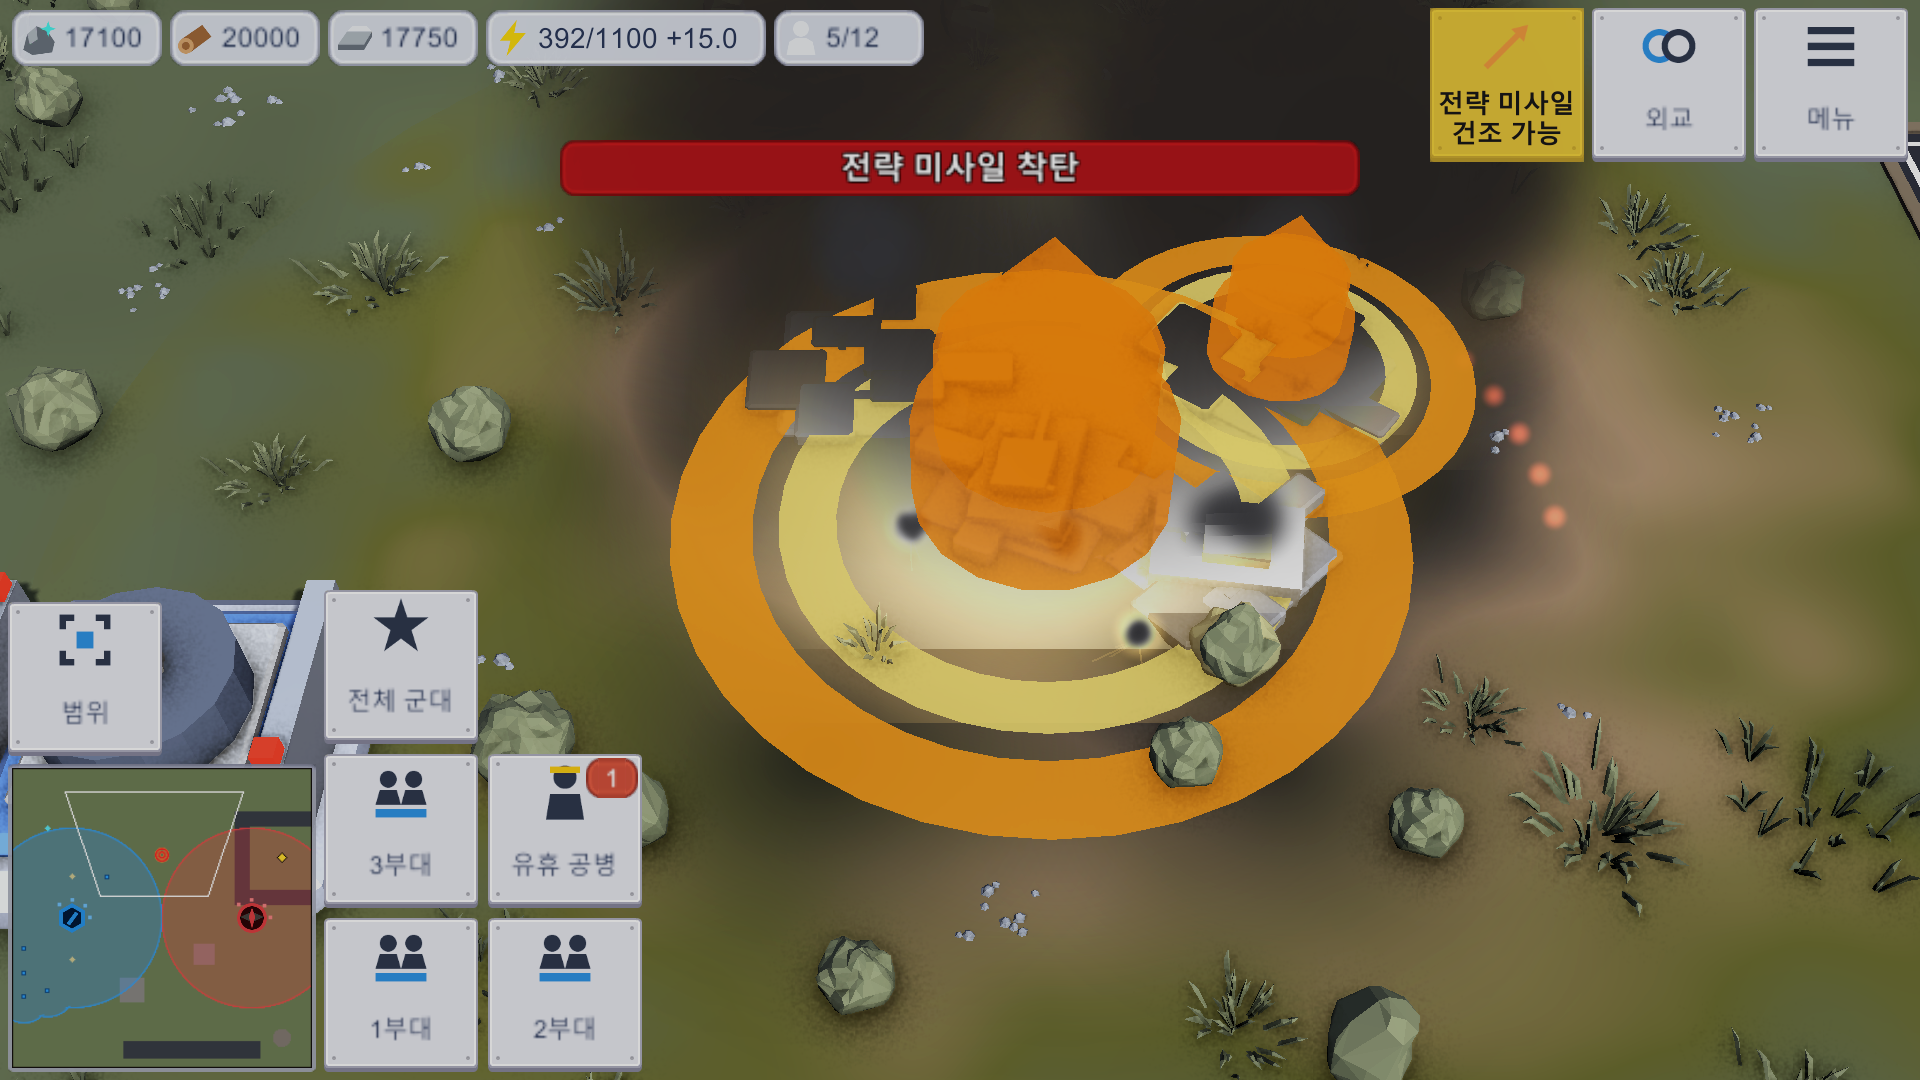 17100
20000
17750
392/1100 +15.0
5/12
전략 미사일
건조 가능
외교
메뉴
전략 미사일 착탄
범위
전체 군대
3부대
1
유휴 공병
1부대
2부대